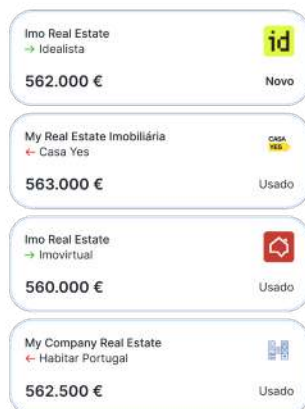 Imo Real Estate
id
→ Idealista
562.000 €
Novo
My Real Estate Imobiliária
CASA
YES
← Casa Yes
563.000 €
Usado
Imo Real Estate
→ Imovirtual
560.000 €
Usado
My Company Real Estate
← Habitar Portugal
562.500 €
Usado